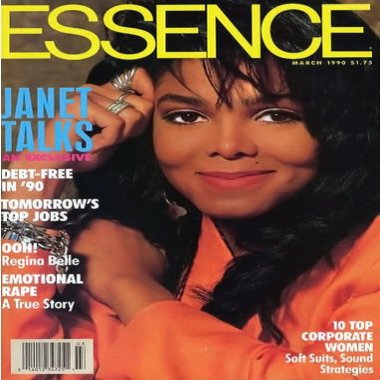 ESSENCE
MARCH 1990 $1.75
JANET
TALKS
AN EXCLUSIVE
DEBT-FREE
IN '90
TOMORROW'S
TOP JOBS
OOH!
Regina Belle
EMOTIONAL
RAPE
A True Story
10 TOP
CORPORATE
WOMEN
Soft Suits, Sound
Strategies
03